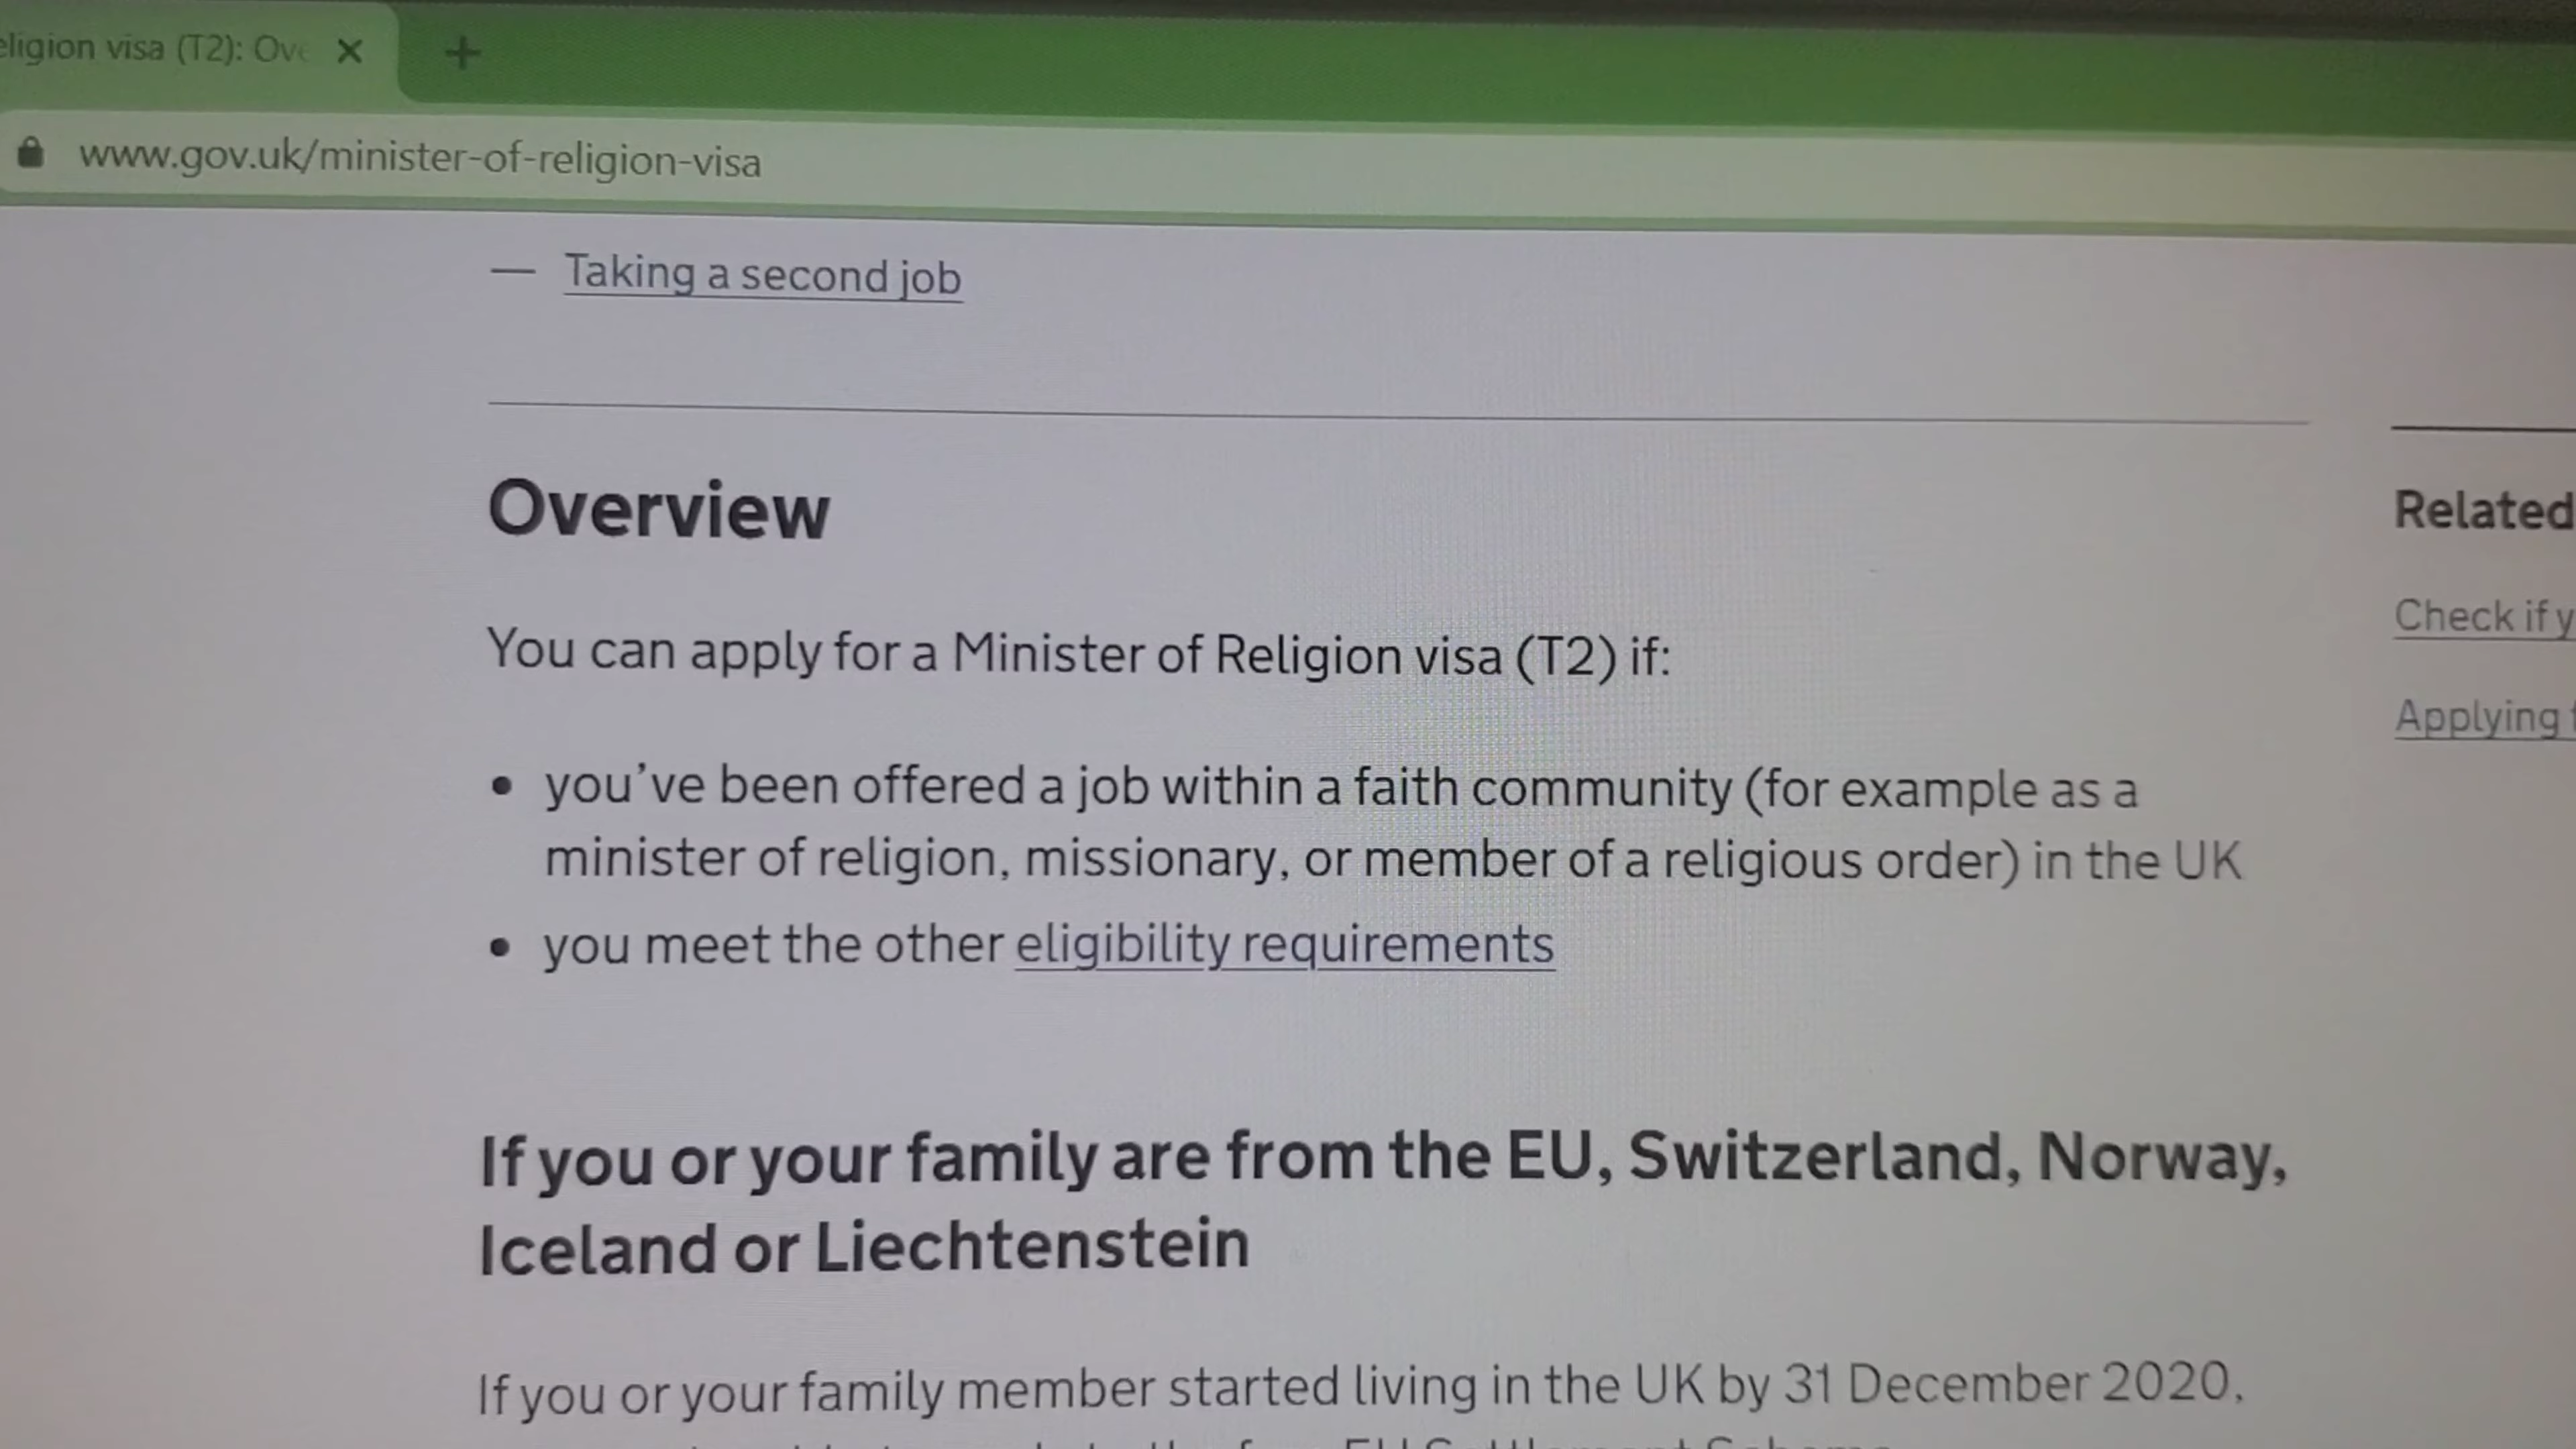 eligion visa (T2): Ove
www.gov.uk/minister-of-religion-visa
— Taking a second job
Overview
You can apply for a Minister of Religion visa (T2) if:
• you’ve been offered a job within a faith community (for example as a
minister of religion, missionary, or member of a religious order) in the UK
• you meet the other eligibility requirements
If you or your family are from the EU, Switzerland, Norway,
Iceland or Liechtenstein
If you or your family member started living in the UK by 31 December 2020,
Related
Check if y
Applying